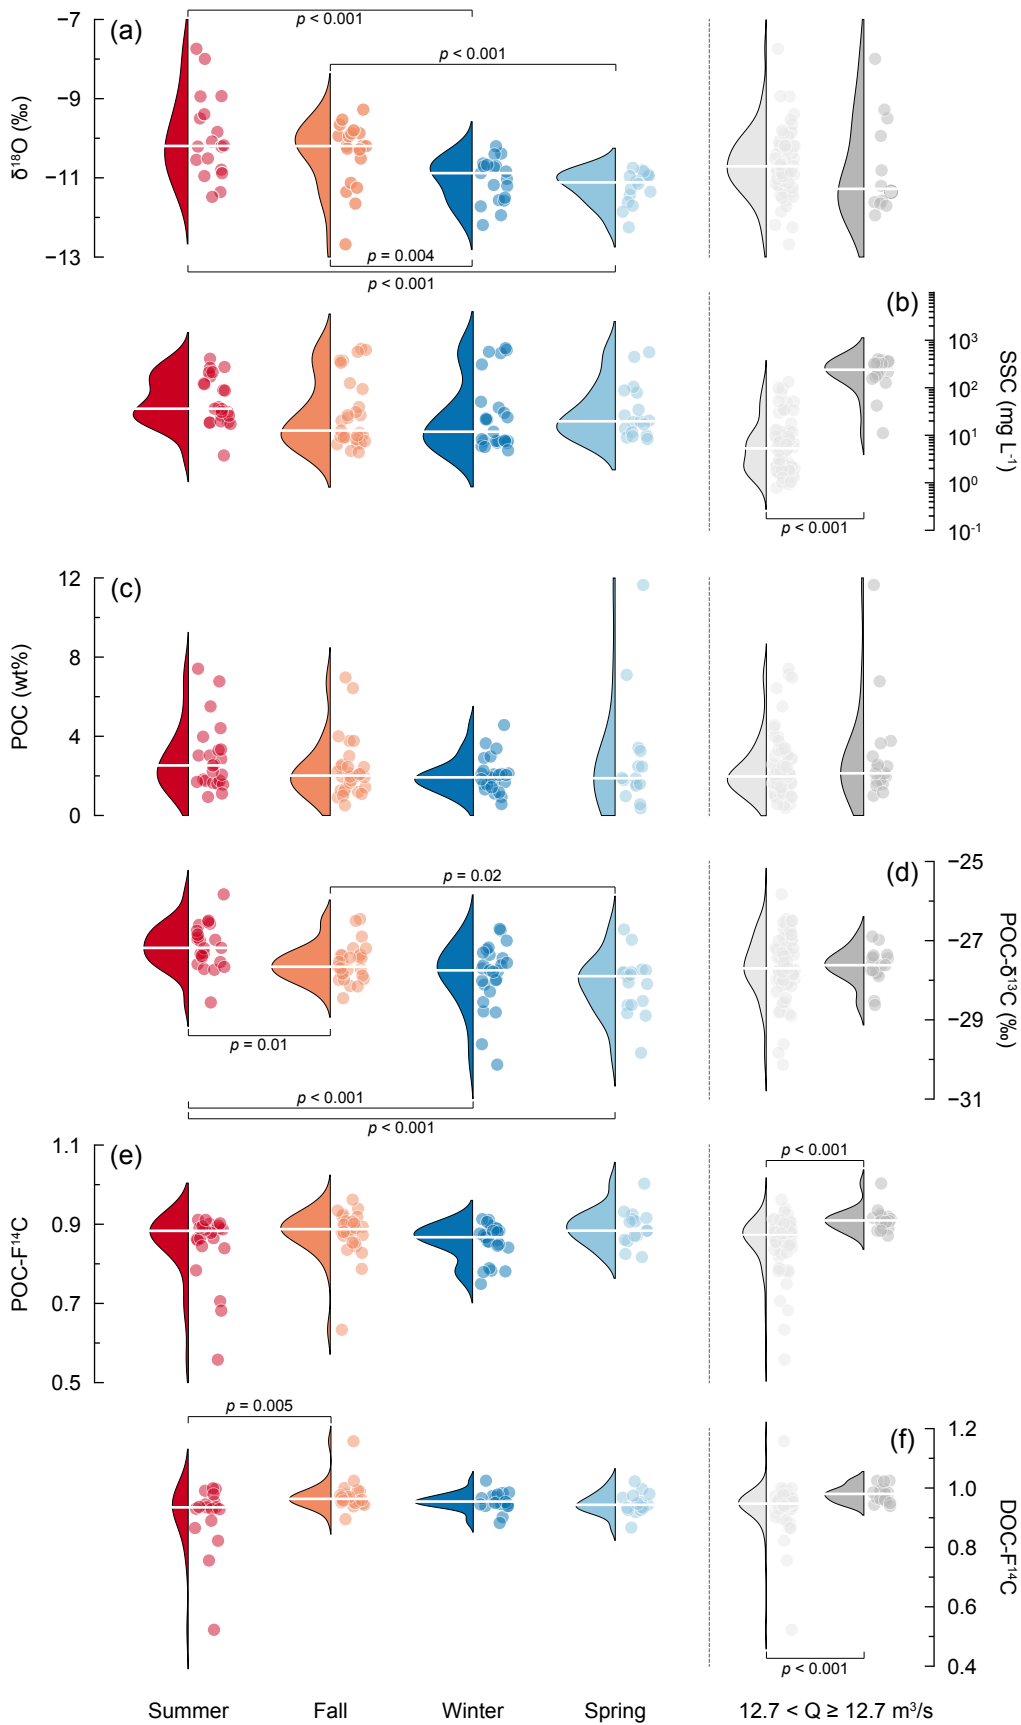 (a)
δ¹⁸O (‰)
−7
−9
−11
−13
p < 0.001
p < 0.001
p = 0.004
p < 0.001
(b)
SSC (mg L⁻¹)
10³
10²
10¹
10⁰
10⁻¹
p < 0.001
(c)
POC (wt%)
12
8
4
0
(d)
POC-δ¹³C (‰)
−25
−27
−29
−31
p = 0.02
p = 0.01
p < 0.001
p < 0.001
(e)
POC-F¹⁴C
1.1
0.9
0.7
0.5
p < 0.001
(f)
DOC-F¹⁴C
1.2
1.0
0.8
0.6
0.4
p = 0.005
p < 0.001
Summer Fall Winter Spring 12.7 < Q ≥ 12.7 m³/s